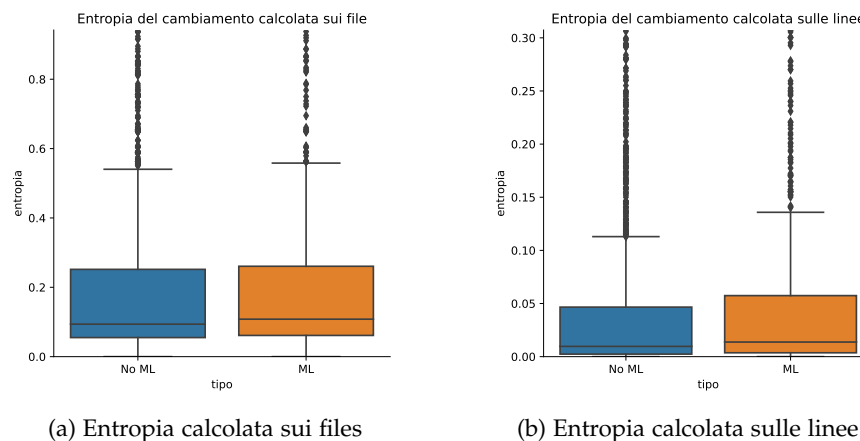 Entropia del cambiamento calcolata sui file
0.8
0.6
0.4
0.2
0.0
entropia
No ML
ML
tipo
(a) Entropia calcolata sui files
Entropia del cambiamento calcolata sulle linee
0.30
0.25
0.20
0.15
0.10
0.05
0.00
entropia
No ML
ML
tipo
(b) Entropia calcolata sulle linee